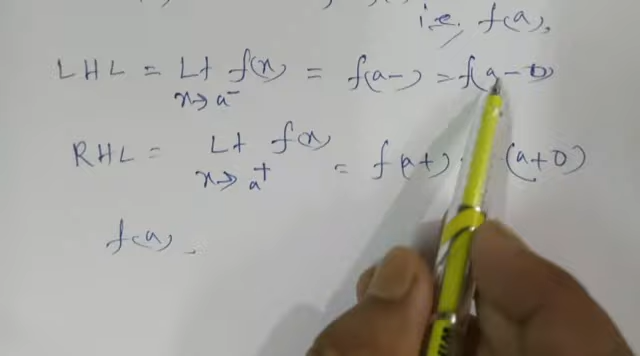 i.e. f(a),
LHL = Lt f(x) = f(a-) = f(a-0)
x→a⁻
RHL = Lt f(x) = f(a+) (a+0)
x→a⁺
f(a),